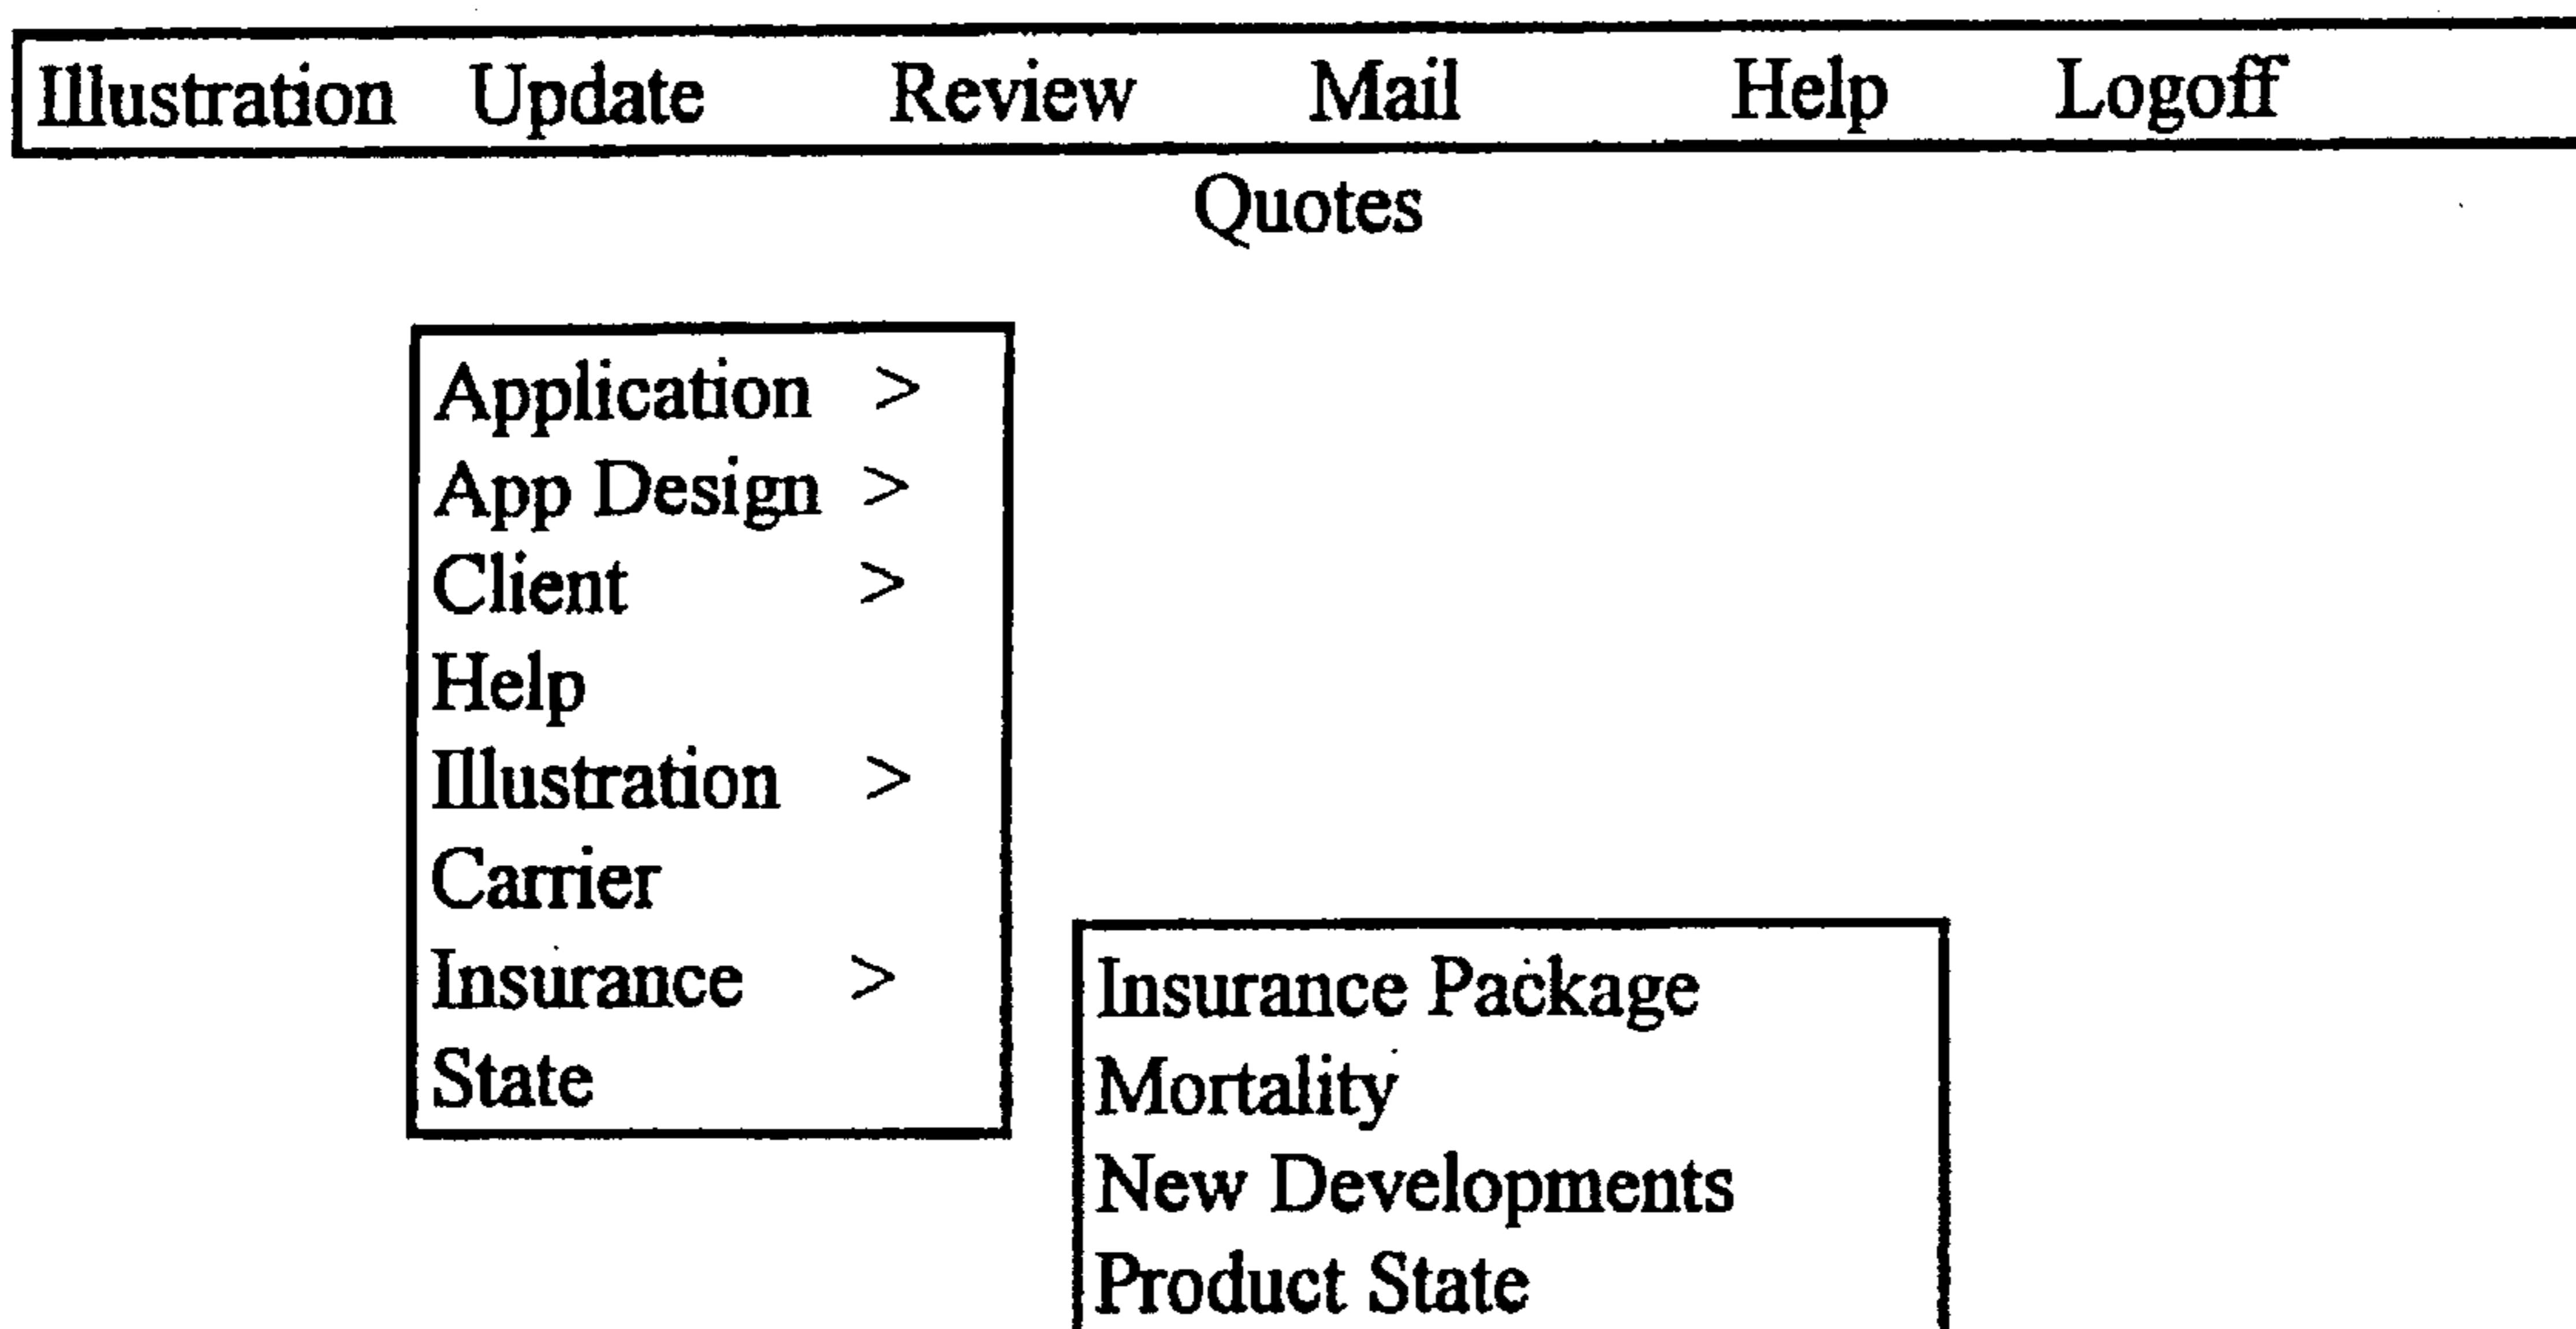 Illustration Update Review Mail Help Logoff
Quotes
Application >
App Design >
Client >
Help
Illustration >
Carrier
Insurance >
State
Insurance Package
Mortality
New Developments
Product State